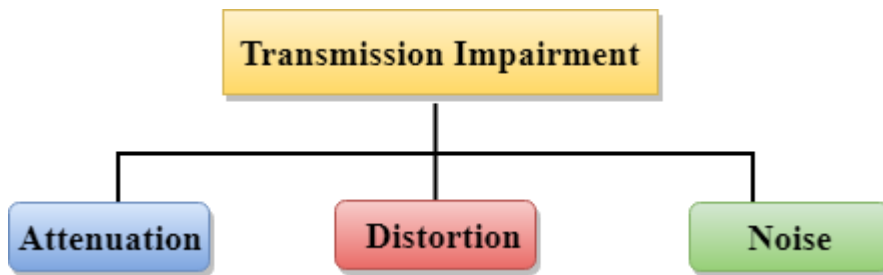 Transmission Impairment
Attenuation
Distortion
Noise